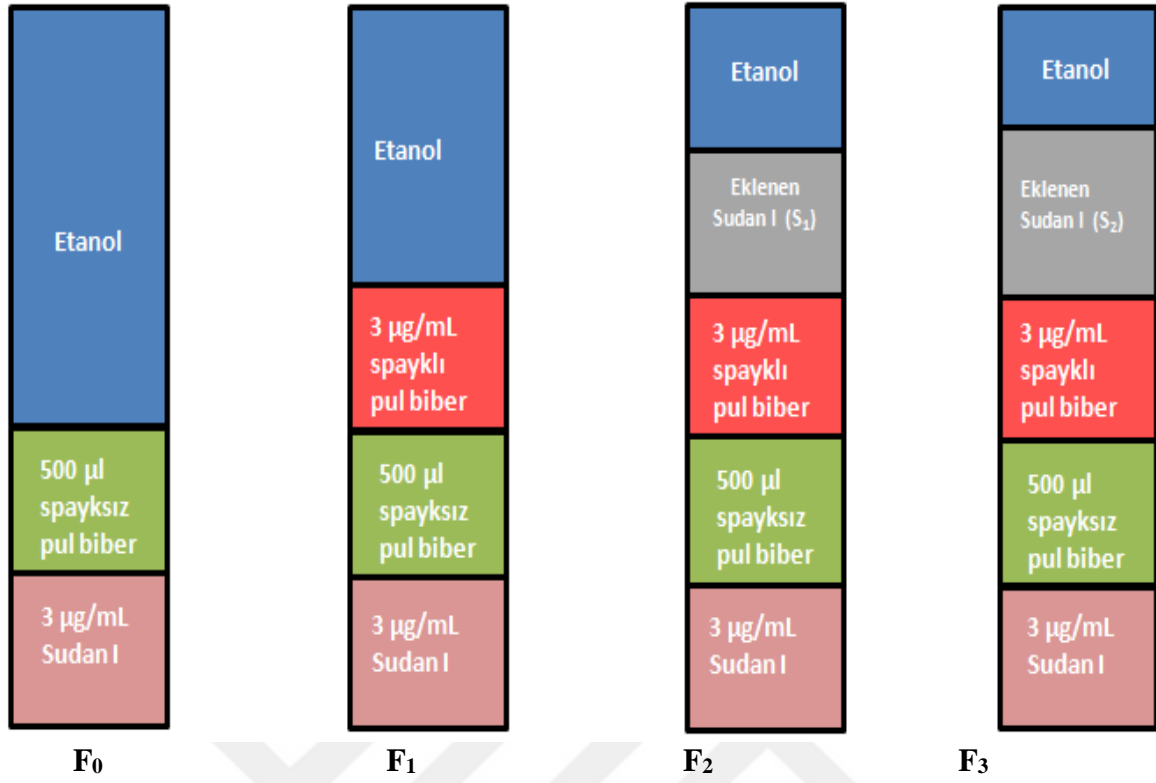 Etanol
500 µl
spayksız
pul biber
3 µg/mL
Sudan I
F₀
Etanol
3 µg/mL
spayklı
pul biber
500 µl
spayksız
pul biber
3 µg/mL
Sudan I
F₁
Etanol
Eklenen
Sudan I (S₁)
3 µg/mL
spayklı
pul biber
500 µl
spayksız
pul biber
3 µg/mL
Sudan I
F₂
Etanol
Eklenen
Sudan I (S₂)
3 µg/mL
spayklı
pul biber
500 µl
spayksız
pul biber
3 µg/mL
Sudan I
F₃